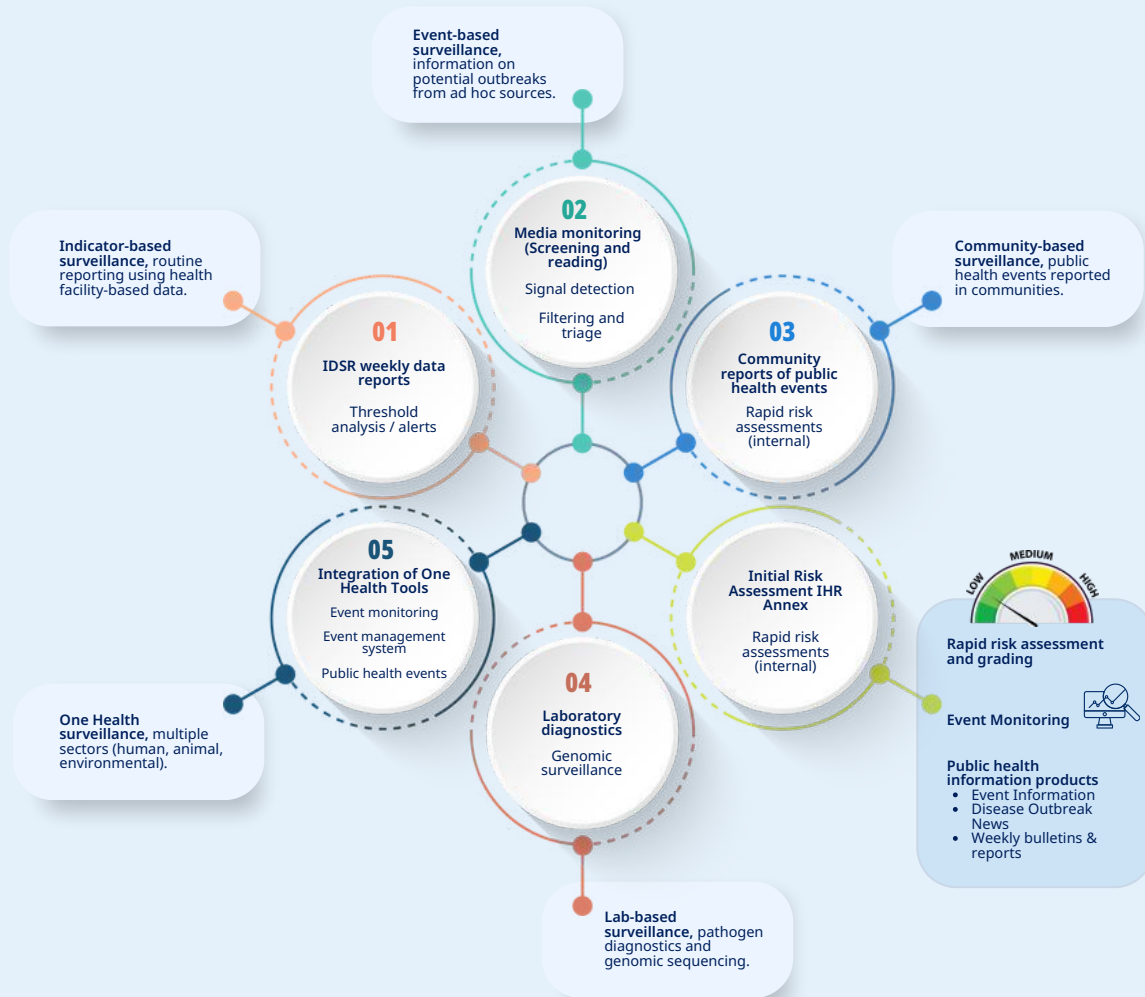 Event-based
surveillance,
information on
potential outbreaks
from ad hoc sources.
Indicator-based
surveillance, routine
reporting using health
facility-based data.
Community-based
surveillance, public
health events reported
in communities.
01
IDSR weekly data
reports
Threshold
analysis / alerts
02
Media monitoring
(Screening and
reading)
Signal detection
Filtering and
triage
03
Community
reports of public
health events
Rapid risk
assessments
(internal)
05
Integration of One
Health Tools
Event monitoring
Event management
system
Public health events
04
Laboratory
diagnostics
Genomic
surveillance
Initial Risk
Assessment IHR
Annex
Rapid risk
assessments
(internal)
LOW
MEDIUM
HIGH
Rapid risk assessment
and grading
Event Monitoring
Public health
information products
• Event Information
• Disease Outbreak
News
• Weekly bulletins &
reports
One Health
surveillance, multiple
sectors (human, animal,
environmental).
Lab-based
surveillance, pathogen
diagnostics and
genomic sequencing.